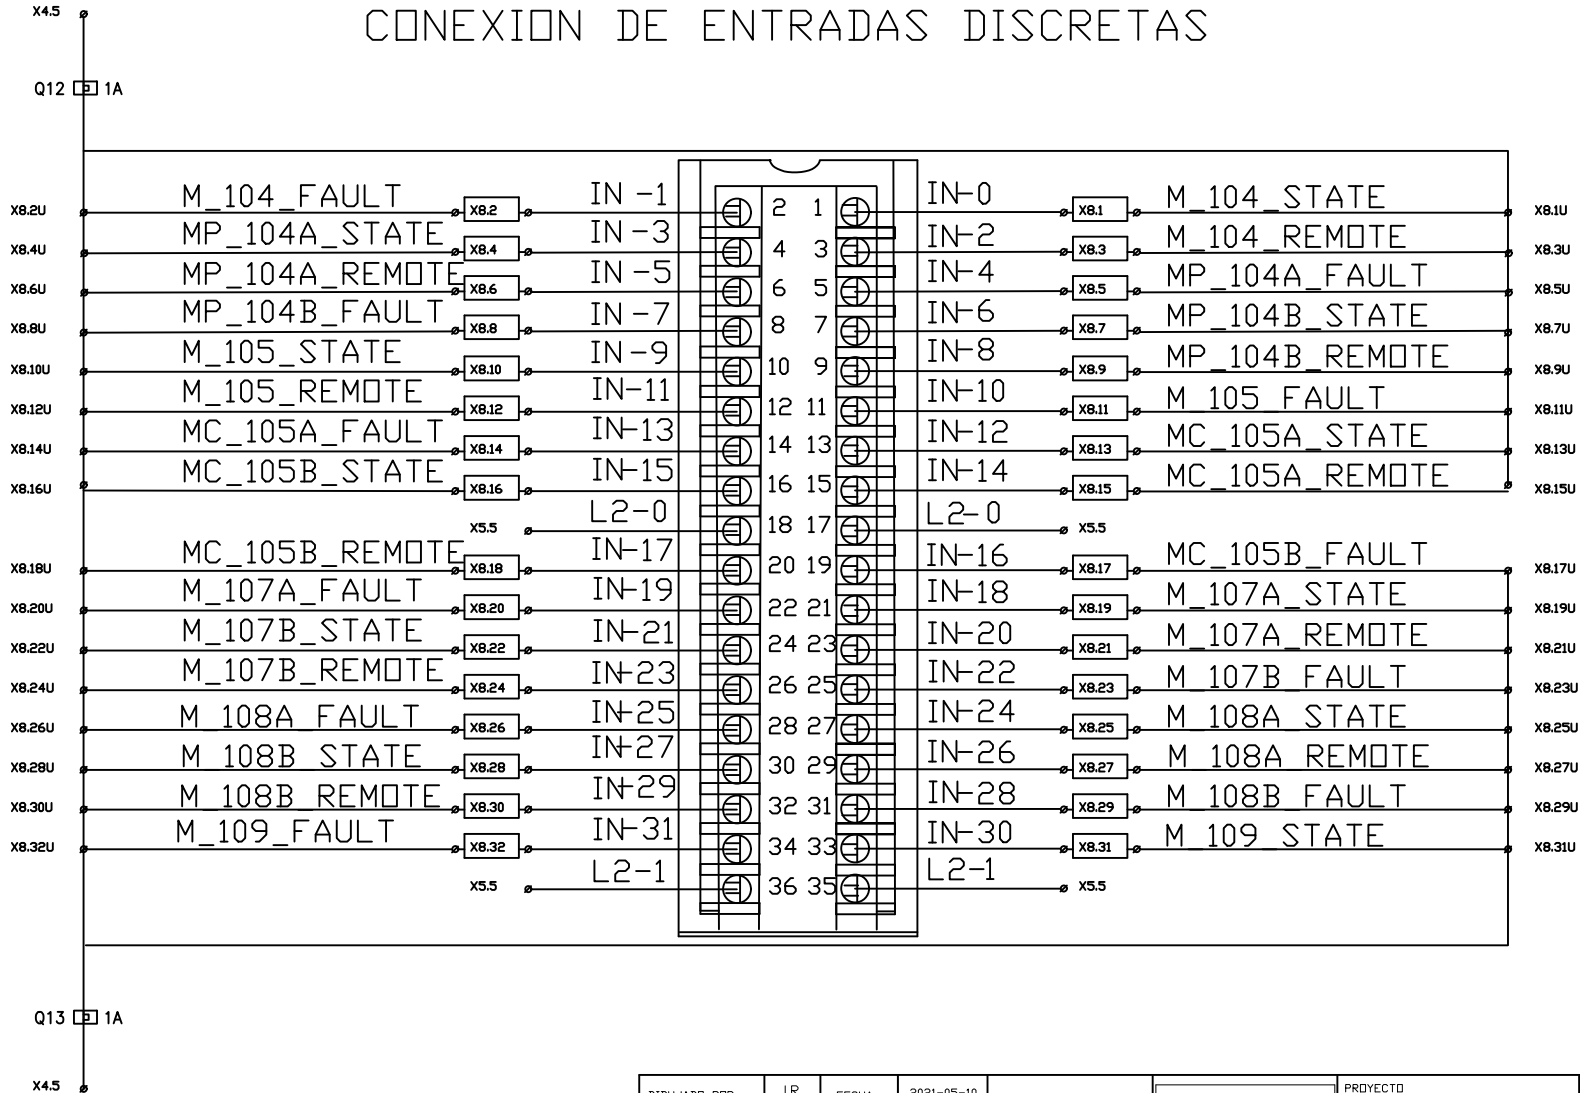 X4.5
CONEXION DE ENTRADAS DISCRETAS
Q12 1A
X8.2U M_104_FAULT X8.2 IN -1 2 1 IN-0 X8.1 M_104_STATE X8.1U
X8.4U MP_104A_STATE X8.4 IN -3 4 3 IN-2 X8.3 M_104_REMOTE X8.3U
X8.6U MP_104A_REMOTE X8.6 IN -5 6 5 IN-4 X8.5 MP_104A_FAULT X8.5U
X8.8U MP_104B_FAULT X8.8 IN -7 8 7 IN-6 X8.7 MP_104B_STATE X8.7U
X8.10U M_105_STATE X8.10 IN -9 10 9 IN-8 X8.9 MP_104B_REMOTE X8.9U
X8.12U M_105_REMOTE X8.12 IN-11 12 11 IN-10 X8.11 M_105_FAULT X8.11U
X8.14U MC_105A_FAULT X8.14 IN-13 14 13 IN-12 X8.13 MC_105A_STATE X8.13U
X8.16U MC_105B_STATE X8.16 IN-15 16 15 IN-14 X8.15 MC_105A_REMOTE X8.15U
X5.5 L2-0 18 17 L2-0 X5.5
X8.18U MC_105B_REMOTE X8.18 IN-17 20 19 IN-16 X8.17 MC_105B_FAULT X8.17U
X8.20U M_107A_FAULT X8.20 IN-19 22 21 IN-18 X8.19 M_107A_STATE X8.19U
X8.22U M_107B_STATE X8.22 IN-21 24 23 IN-20 X8.21 M_107A_REMOTE X8.21U
X8.24U M_107B_REMOTE X8.24 IN-23 26 25 IN-22 X8.23 M_107B_FAULT X8.23U
X8.26U M_108A_FAULT X8.26 IN-25 28 27 IN-24 X8.25 M_108A_STATE X8.25U
X8.28U M_108B_STATE X8.28 IN-27 30 29 IN-26 X8.27 M_108A_REMOTE X8.27U
X8.30U M_108B_REMOTE X8.30 IN-29 32 31 IN-28 X8.29 M_108B_FAULT X8.29U
X8.32U M_109_FAULT X8.32 IN-31 34 33 IN-30 X8.31 M_109_STATE X8.31U
X5.5 L2-1 36 35 L2-1 X5.5
Q13 1A
X4.5
PROYECTO